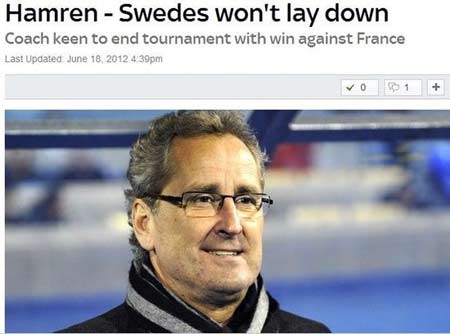 Hamren - Swedes won't lay down
Coach keen to end tournament with win against France
Last Updated: June 18, 2012 4:39pm
0 1 +